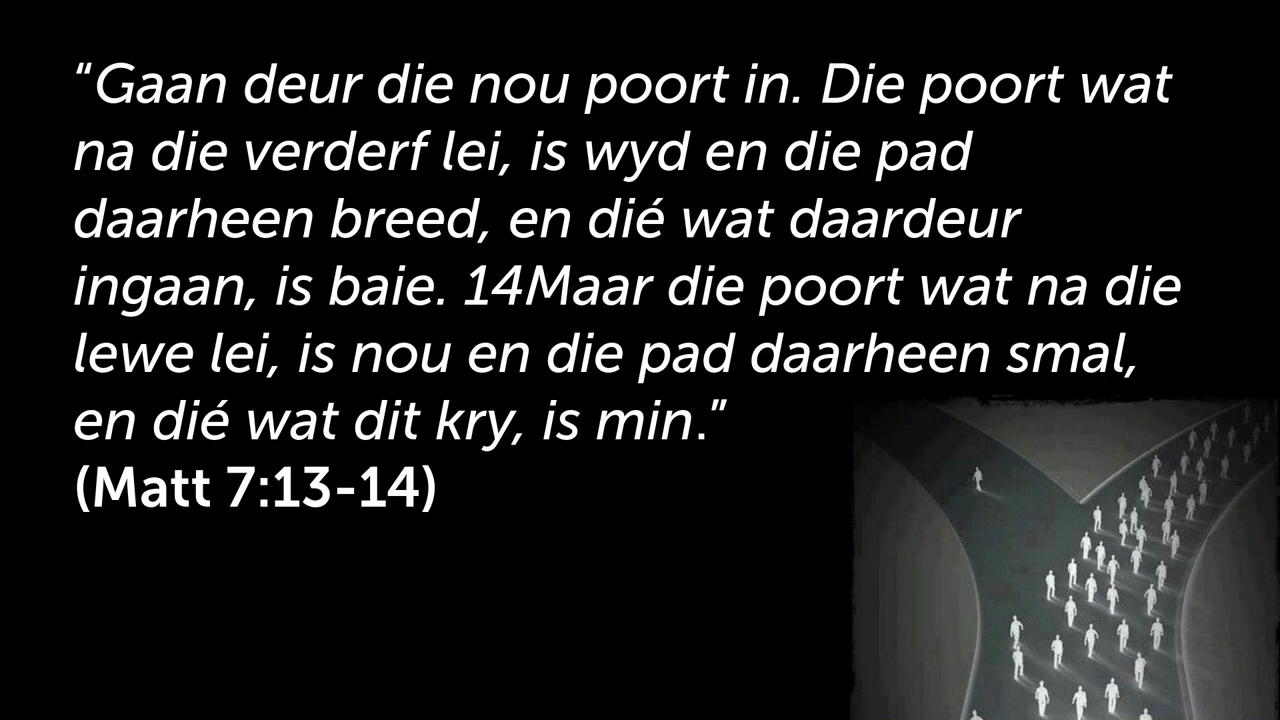 “Gaan deur die nou poort in. Die poort wat
na die verderf lei, is wyd en die pad
daarheen breed, en dié wat daardeur
ingaan, is baie. 14Maar die poort wat na die
lewe lei, is nou en die pad daarheen smal,
en dié wat dit kry, is min.”
(Matt 7:13-14)